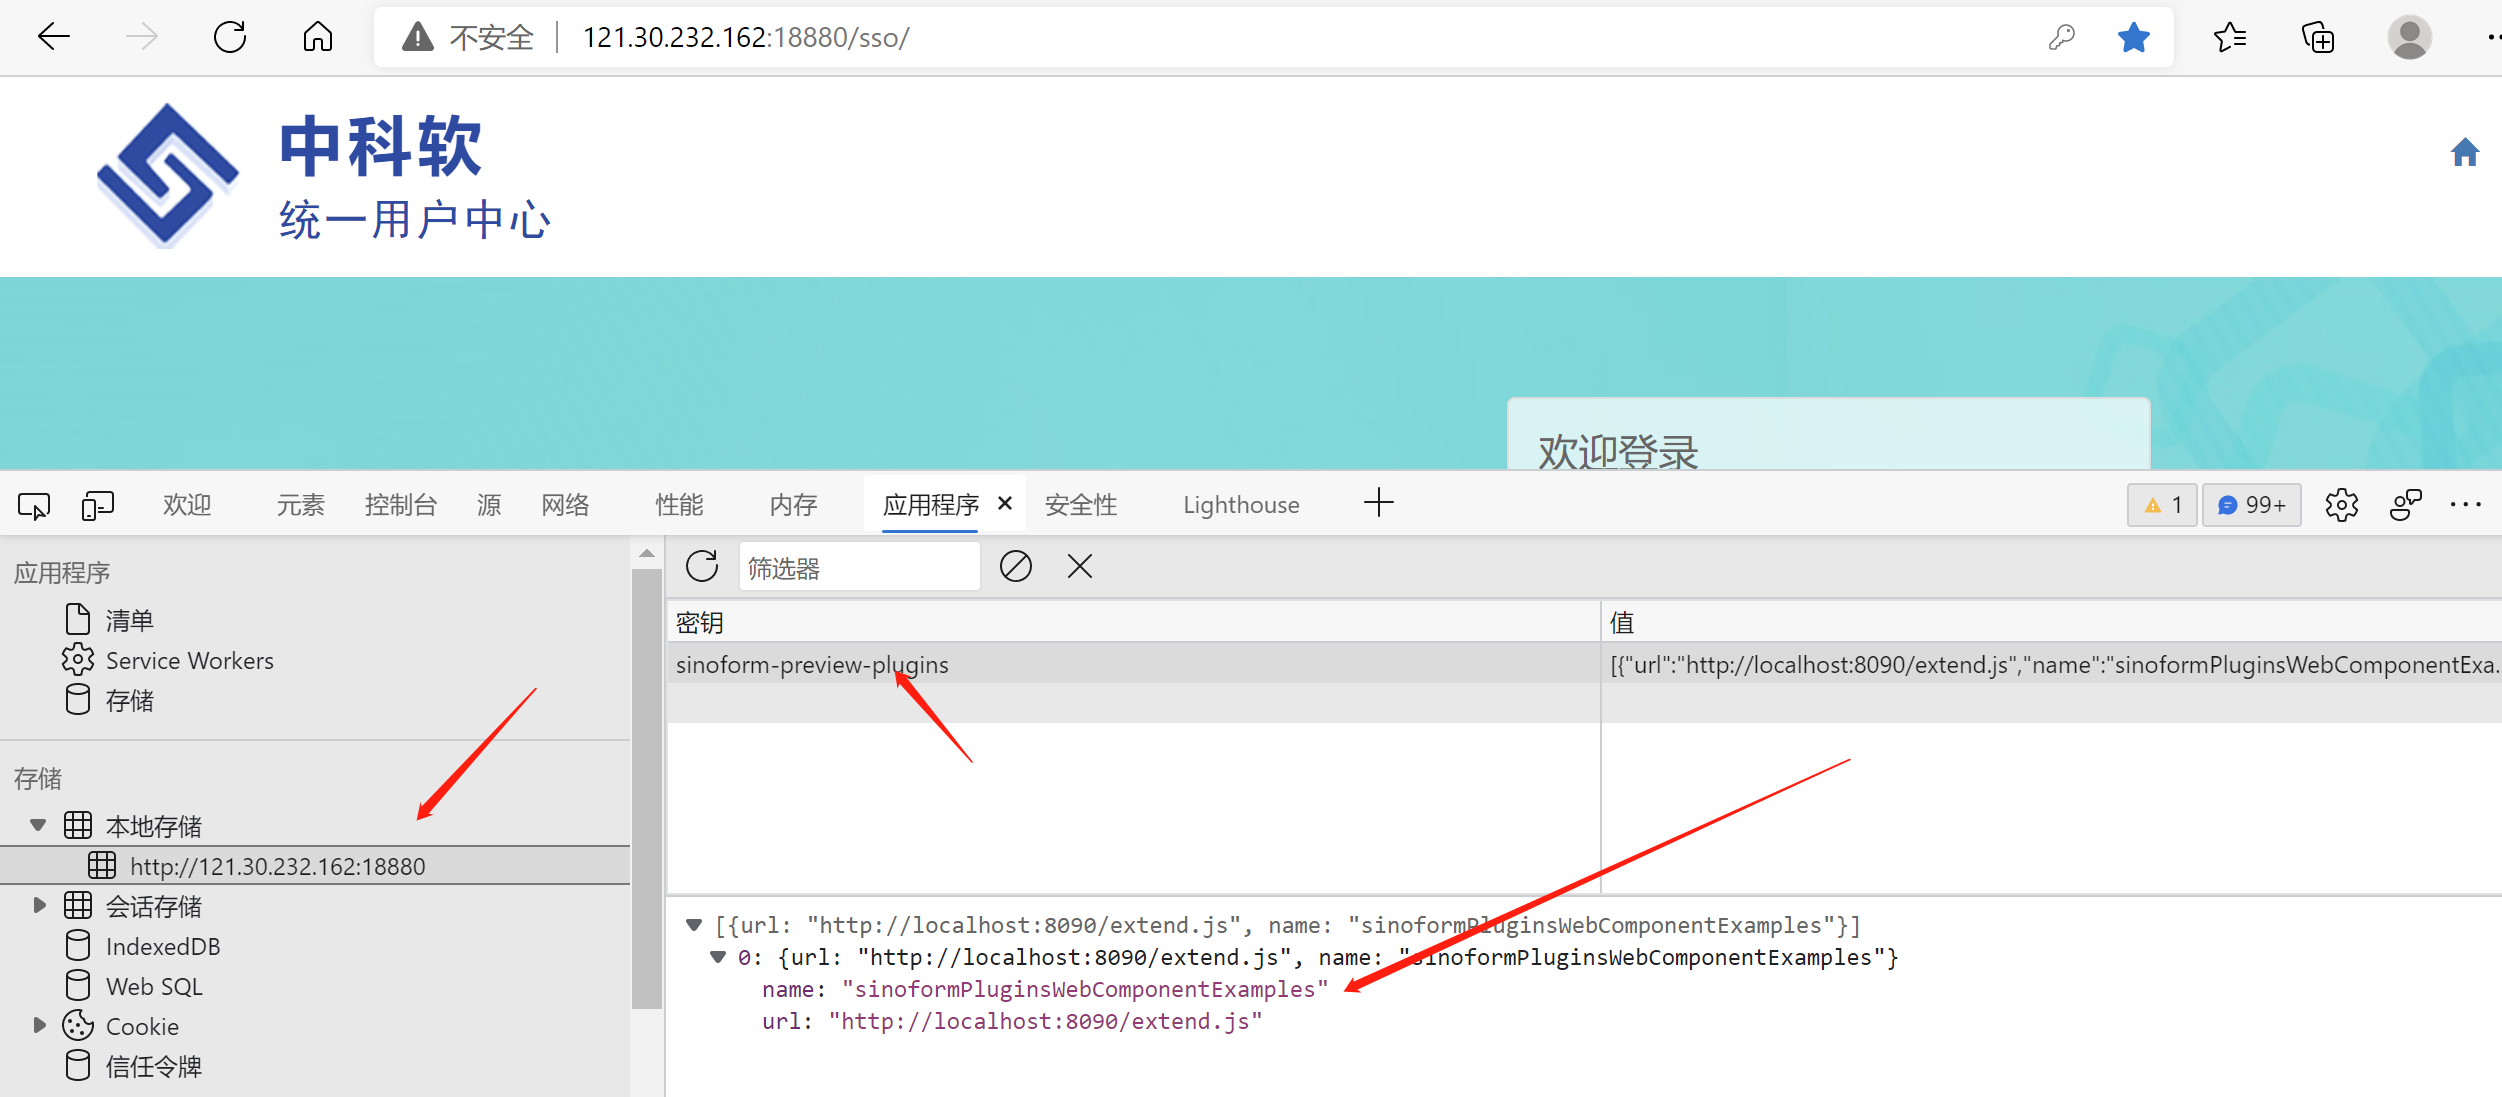 不安全 121.30.232.162:18880/sso/
中科软
统一用户中心
欢迎登录
欢迎 元素 控制台 源 网络 性能 内存 应用程序 安全性 Lighthouse 1 99+
应用程序
清单
Service Workers
存储
存储
本地存储
http://121.30.232.162:18880
会话存储
IndexedDB
Web SQL
Cookie
信任令牌
筛选器
密钥 值
sinoform-preview-plugins [{"url":"http://localhost:8090/extend.js","name":"sinoformPluginsWebComponentExa...
[{url: "http://localhost:8090/extend.js", name: "sinoformPluginsWebComponentExamples"}]
0: {url: "http://localhost:8090/extend.js", name: "sinoformPluginsWebComponentExamples"}
name: "sinoformPluginsWebComponentExamples"
url: "http://localhost:8090/extend.js"